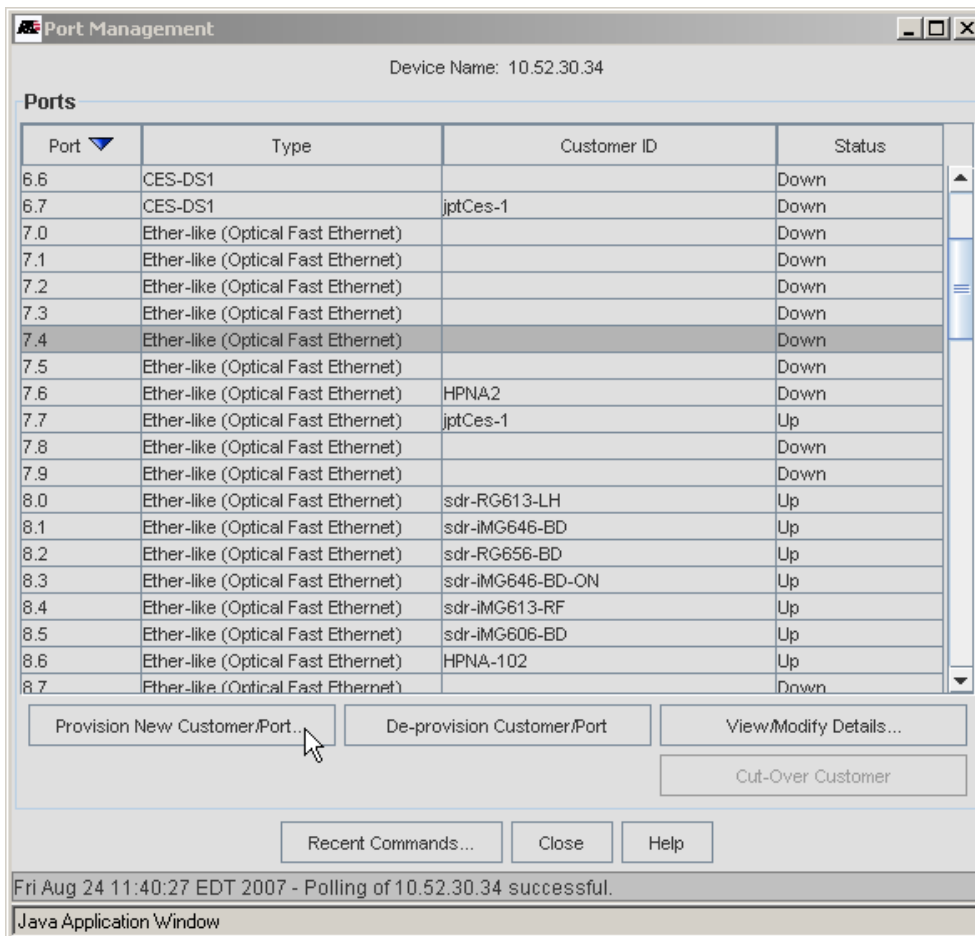 Port Management
Device Name: 10.52.30.34
Ports
Port Type Customer ID Status
6.6 CES-DS1 Down
6.7 CES-DS1 jptCes-1 Down
7.0 Ether-like (Optical Fast Ethernet) Down
7.1 Ether-like (Optical Fast Ethernet) Down
7.2 Ether-like (Optical Fast Ethernet) Down
7.3 Ether-like (Optical Fast Ethernet) Down
7.4 Ether-like (Optical Fast Ethernet) Down
7.5 Ether-like (Optical Fast Ethernet) Down
7.6 Ether-like (Optical Fast Ethernet) HPNA2 Down
7.7 Ether-like (Optical Fast Ethernet) jptCes-1 Up
7.8 Ether-like (Optical Fast Ethernet) Down
7.9 Ether-like (Optical Fast Ethernet) Down
8.0 Ether-like (Optical Fast Ethernet) sdr-RG613-LH Up
8.1 Ether-like (Optical Fast Ethernet) sdr-iMG646-BD Up
8.2 Ether-like (Optical Fast Ethernet) sdr-RG656-BD Up
8.3 Ether-like (Optical Fast Ethernet) sdr-iMG646-BD-ON Up
8.4 Ether-like (Optical Fast Ethernet) sdr-iMG613-RF Up
8.5 Ether-like (Optical Fast Ethernet) sdr-iMG606-BD Up
8.6 Ether-like (Optical Fast Ethernet) HPNA-102 Up
8.7 Ether-like (Optical Fast Ethernet) Down
Provision New Customer/Port... De-provision Customer/Port View/Modify Details...
Cut-Over Customer
Recent Commands... Close Help
Fri Aug 24 11:40:27 EDT 2007 - Polling of 10.52.30.34 successful.
Java Application Window